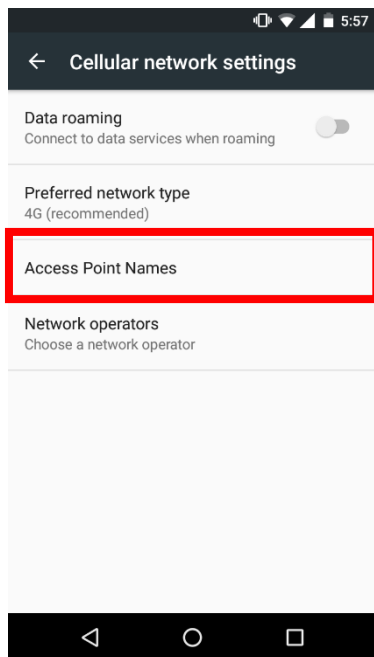 5:57
Cellular network settings
Data roaming
Connect to data services when roaming
Preferred network type
4G (recommended)
Access Point Names
Network operators
Choose a network operator